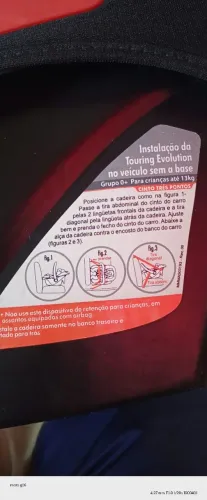 Instalação da
Touring Evolution
no veículo sem a base
Grupo 0+ Para crianças até 13kg
CINTO TRÊS PONTOS
Posicione a cadeira como na figura 1-
Passe a tira abdominal do cinto do carro
pelas 2 lingüetas frontais da cadeira e a tira
diagonal pela lingüeta atrás da cadeira. Ajuste
bem e prenda o fecho do cinto do carro. Abaixe a
alça da cadeira contra o encosto do banco do carro
(figuras 2 e 3).
fig.1 fig.2 fig.3
• Não use este dispositivo de retenção para crianças, em
assentos equipados com airbag.
cadeira somente no banco traseiro e
para trás.